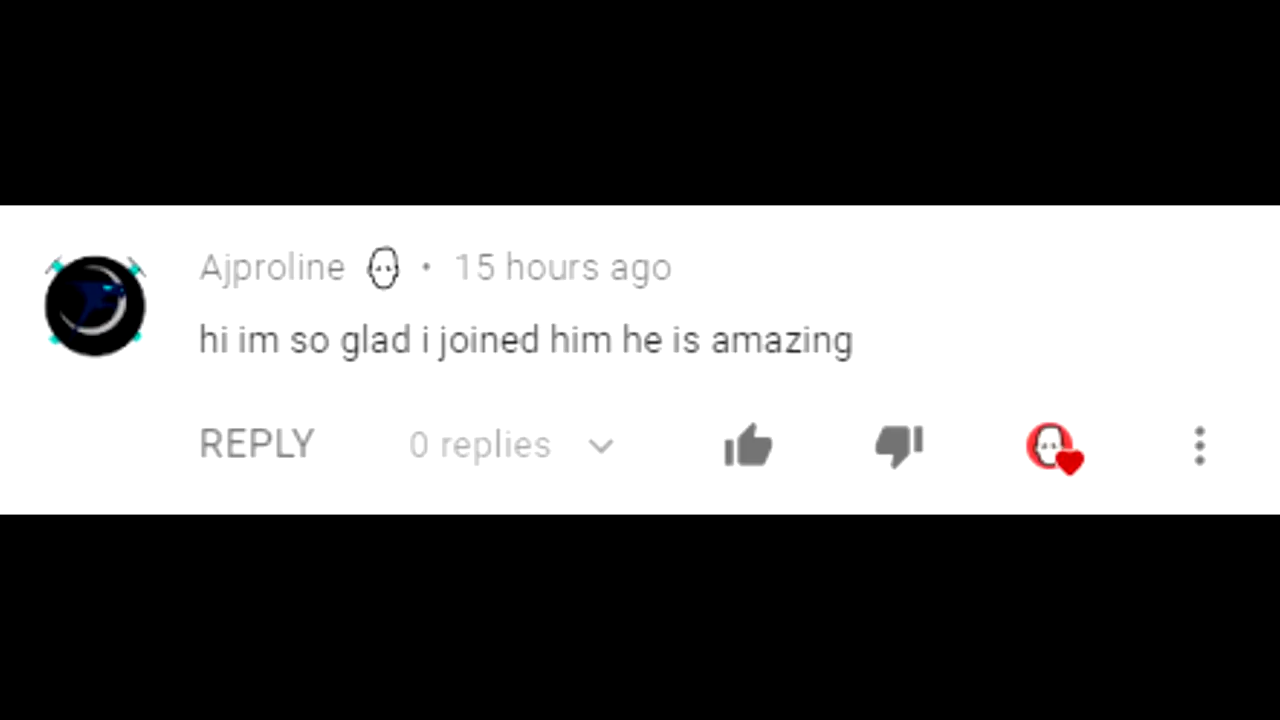 Ajproline • 15 hours ago
hi im so glad i joined him he is amazing
REPLY 0 replies